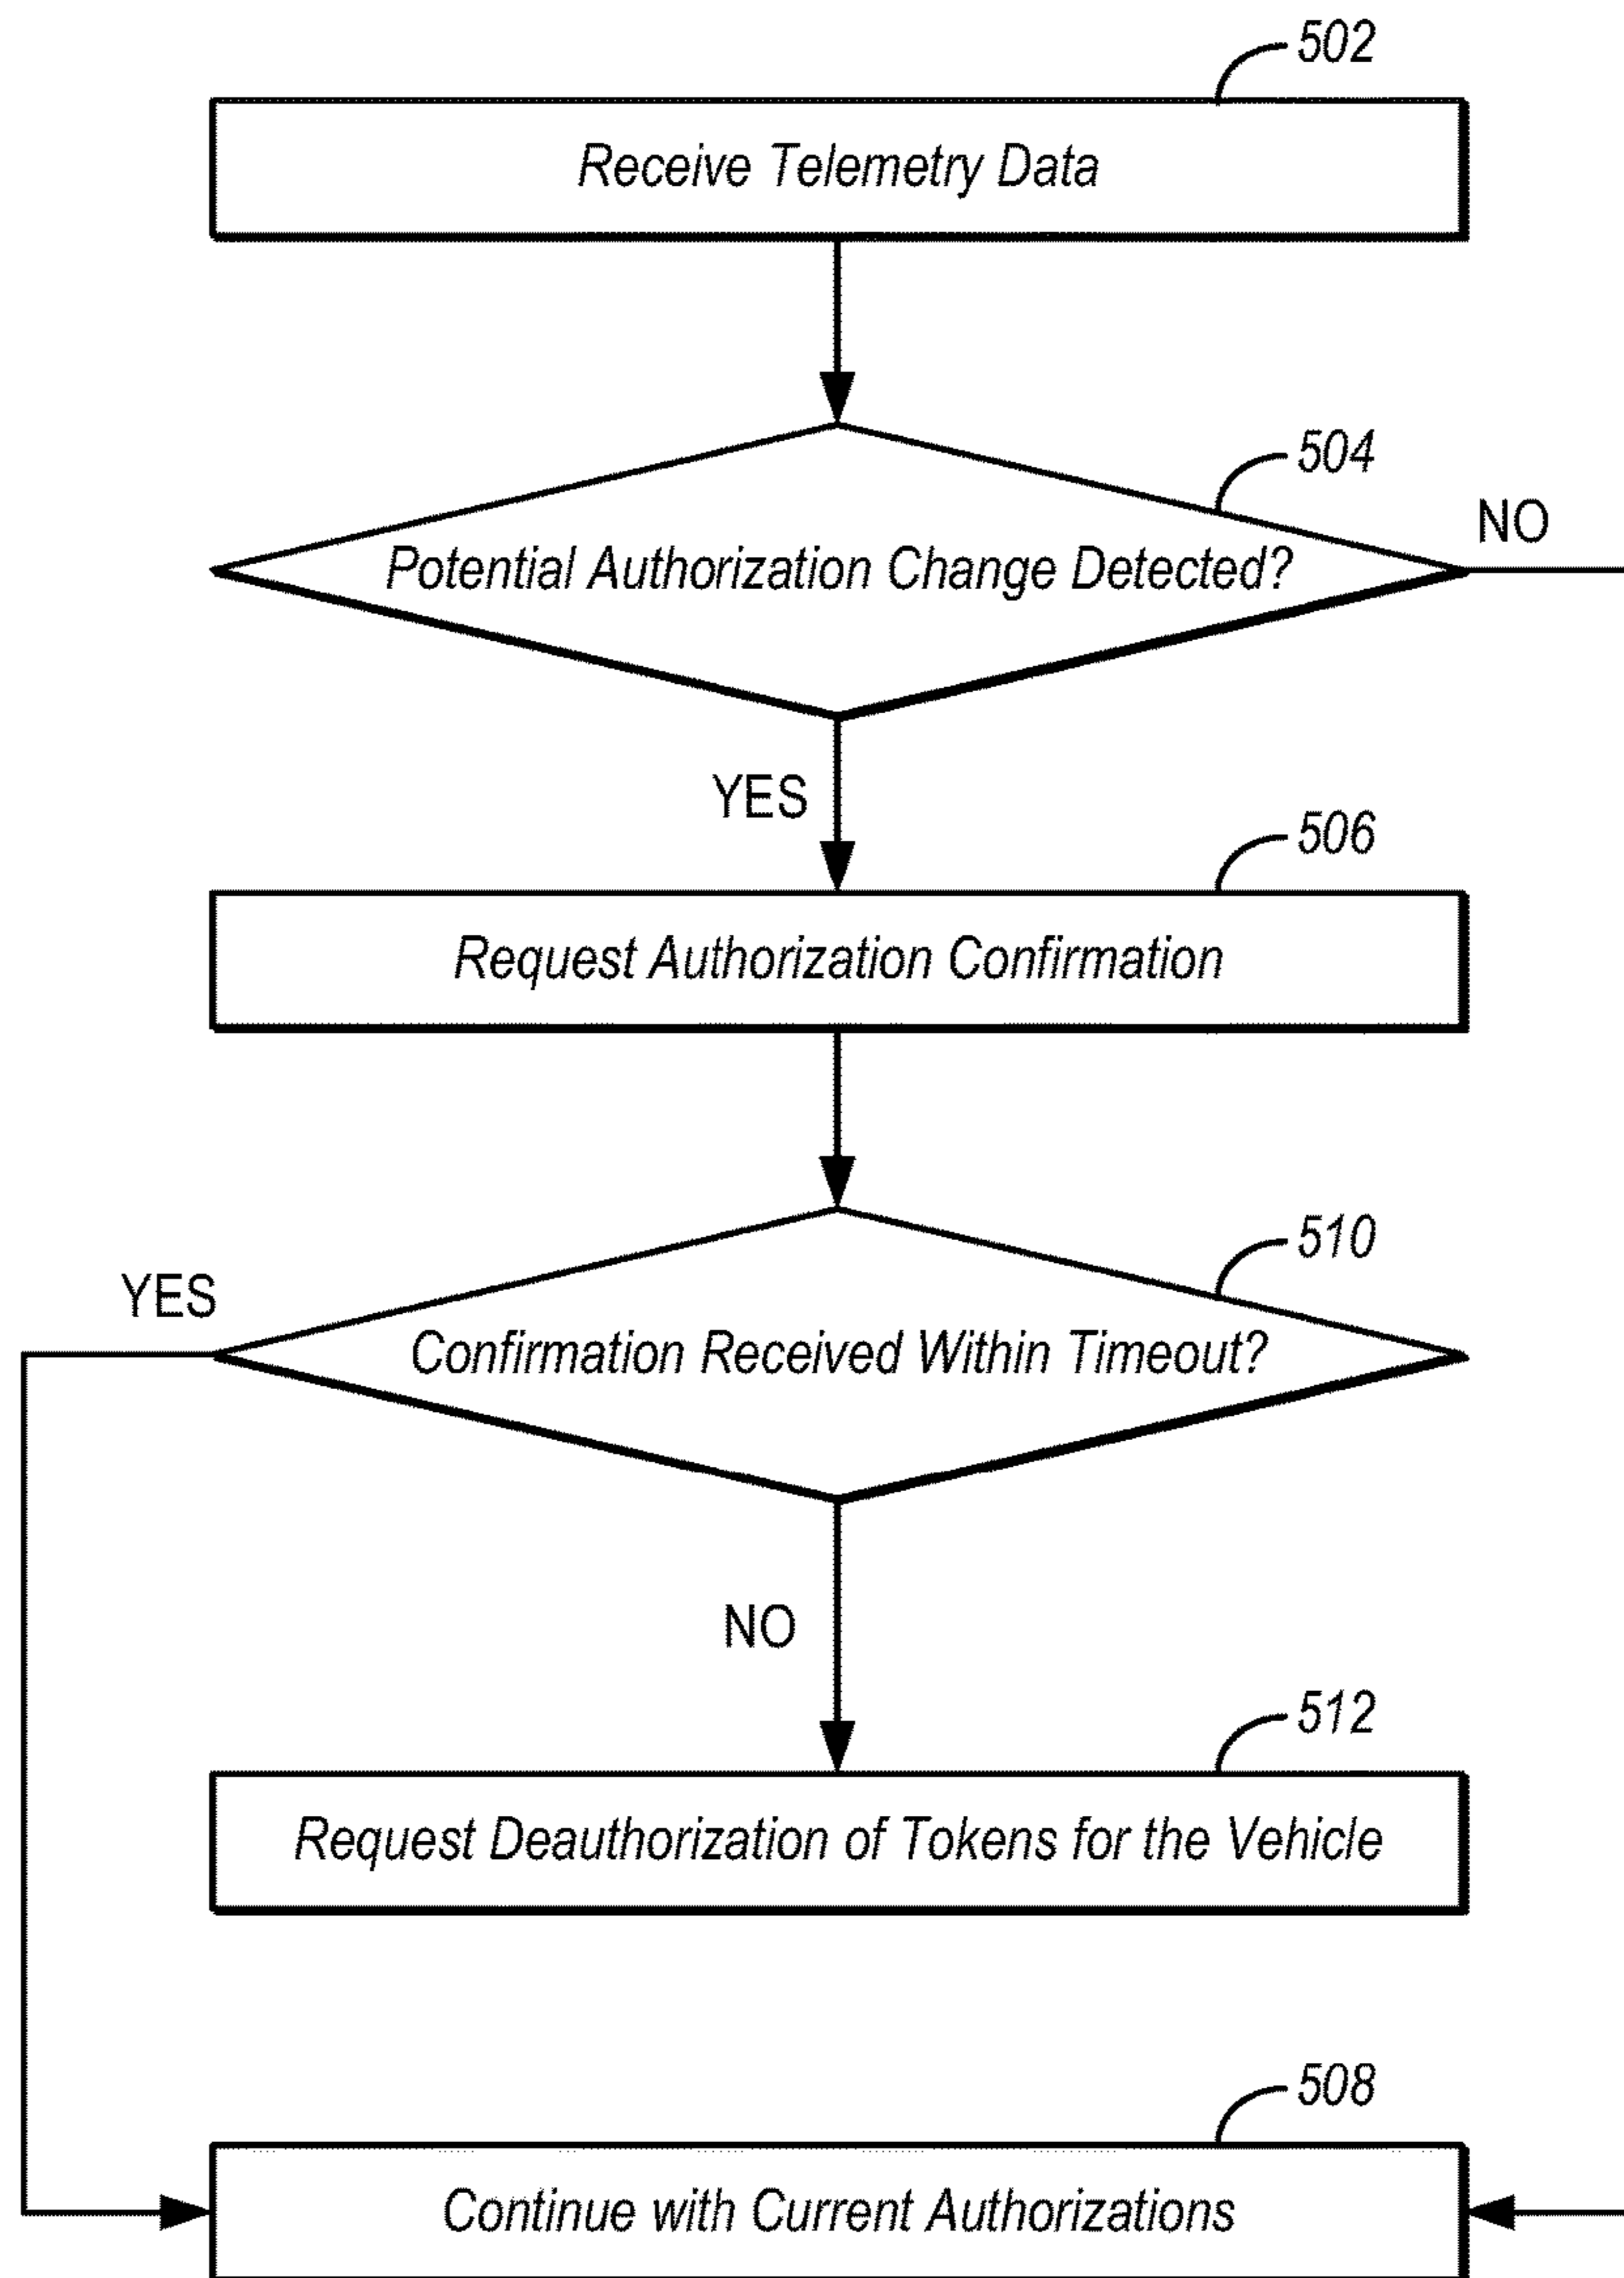 502
Receive Telemetry Data
504
NO
Potential Authorization Change Detected?
YES
506
Request Authorization Confirmation
510
YES
Confirmation Received Within Timeout?
NO
512
Request Deauthorization of Tokens for the Vehicle
508
Continue with Current Authorizations